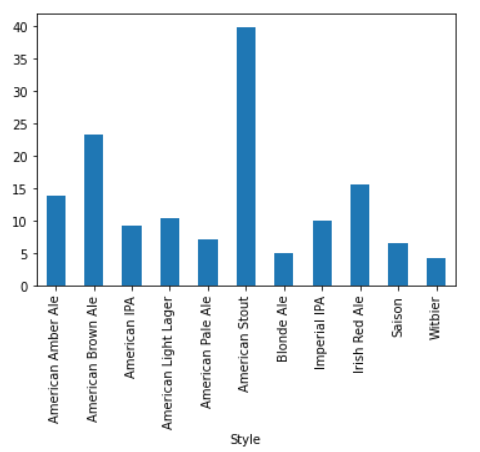 40
35
30
25
20
15
10
5
0
American Amber Ale
American Brown Ale
American IPA
American Light Lager
American Pale Ale
American Stout
Blonde Ale
Imperial IPA
Irish Red Ale
Saison
Witbier
Style